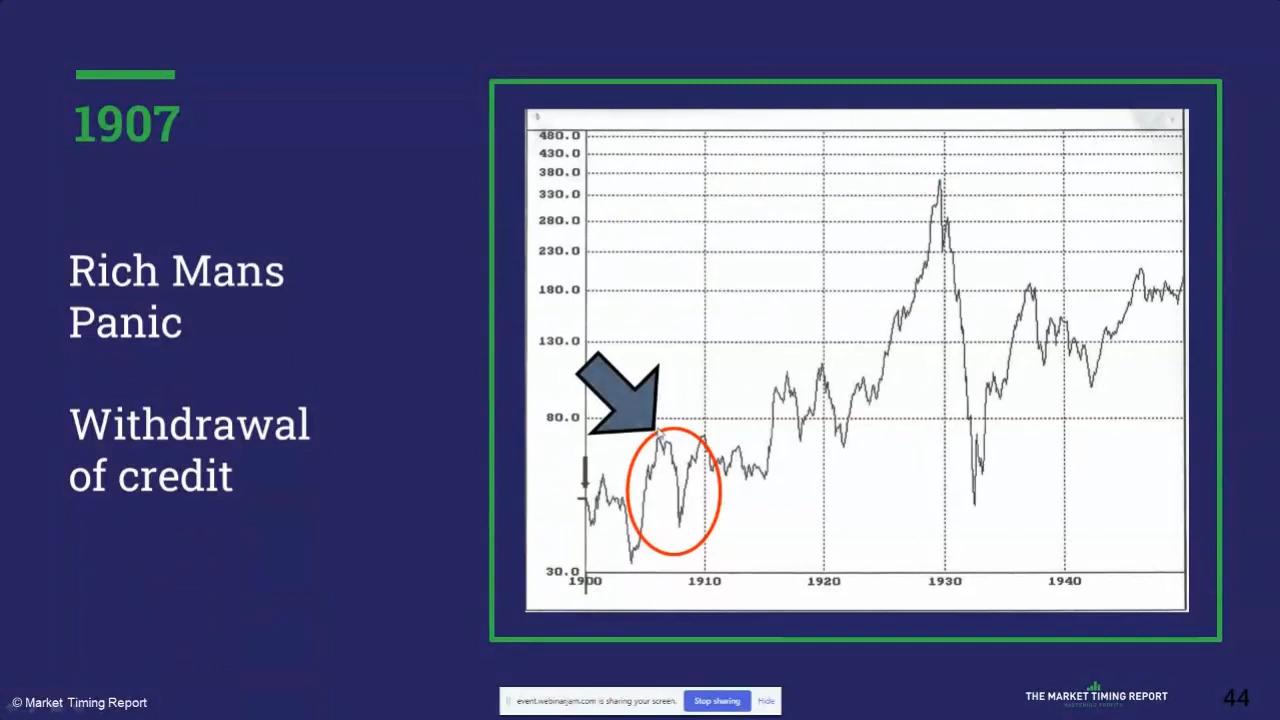 1907
Rich Mans
Panic
Withdrawal
of credit
480.0
430.0
380.0
330.0
280.0
230.0
180.0
130.0
80.0
30.0
1900 1910 1920 1930 1940
© Market Timing Report
event.webinarjam.com is sharing your screen. Stop sharing Hide
THE MARKET TIMING REPORT
MASTERING PROFITS
44